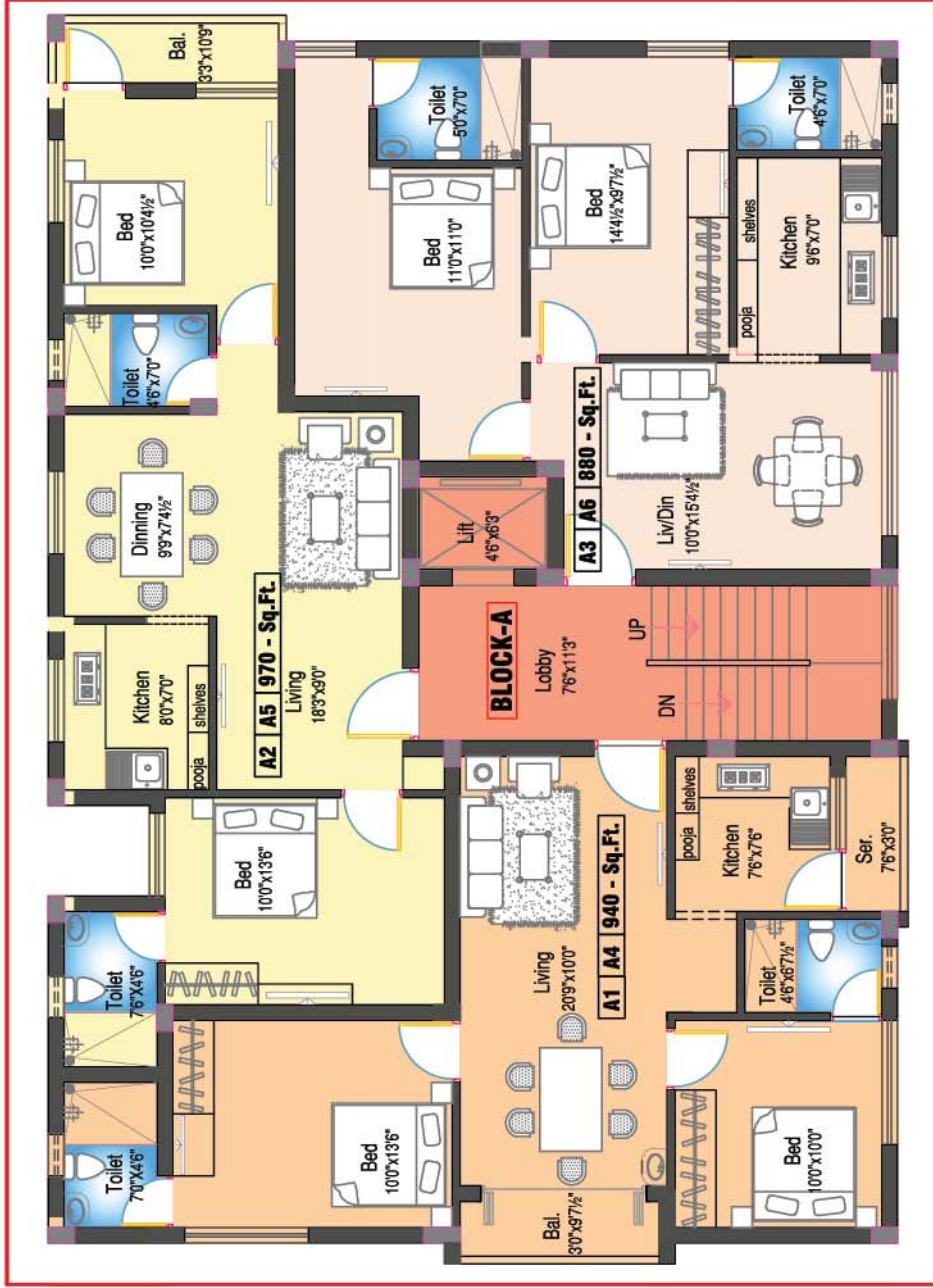 Toilet
7'0"X4'6"
Toilet
7'6"X4'6"
Kitchen
8'0"x7'0"
pooja
shelves
Dinning
9'9"x7'4½"
Toilet
4'6"x7'0"
Bed
10'0"x10'4½"
Bal.
3'3"x10'9"
Bed
10'0"x13'6"
Bed
10'0"x13'6"
A2 A5 970 - Sq.Ft.
Living
18'3"x9'0"
Bed
11'0"x11'0"
Toilet
5'0"x7'0"
Lift
4'6"x6'3"
BLOCK-A
Lobby
7'6"x11'3"
DN
UP
Bal.
3'0"x9'7½"
Living
20'9"x10'0"
A1 A4 940 - Sq.Ft.
A3 A6 880 - Sq.Ft.
Liv/Din
10'0"x15'4½"
Bed
14'4½"x9'7½"
Toilet
4'6"x7'0"
pooja
shelves
Kitchen
9'6"x7'0"
pooja
shelves
Kitchen
7'6"x7'6"
Ser.
7'6"x3'0"
Toilet
4'6"x6'7½"
Bed
10'0"x10'0"